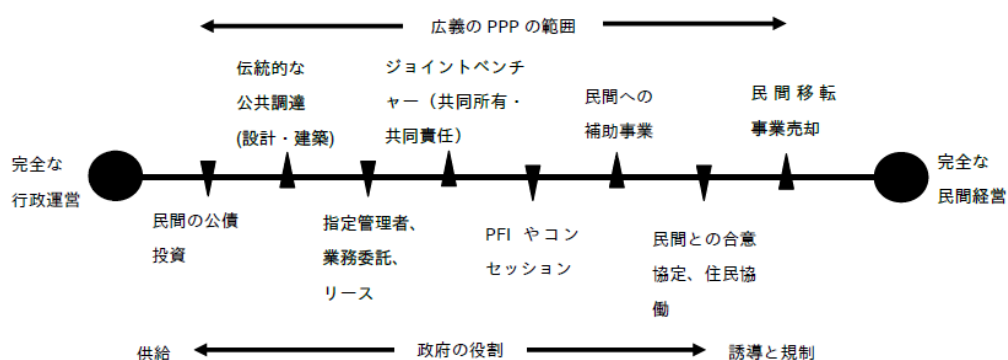 広義の PPP の範囲
伝統的な
公共調達
(設計・建築)
ジョイントベンチ
ャー（共同所有・
共同責任）
民間への
補助事業
民間移転
事業売却
完全な
行政運営
完全な
民間経営
民間の公債
投資
指定管理者、
業務委託、
リース
PFI やコン
セッション
民間との合意
協定、住民協
働
供給
政府の役割
誘導と規制